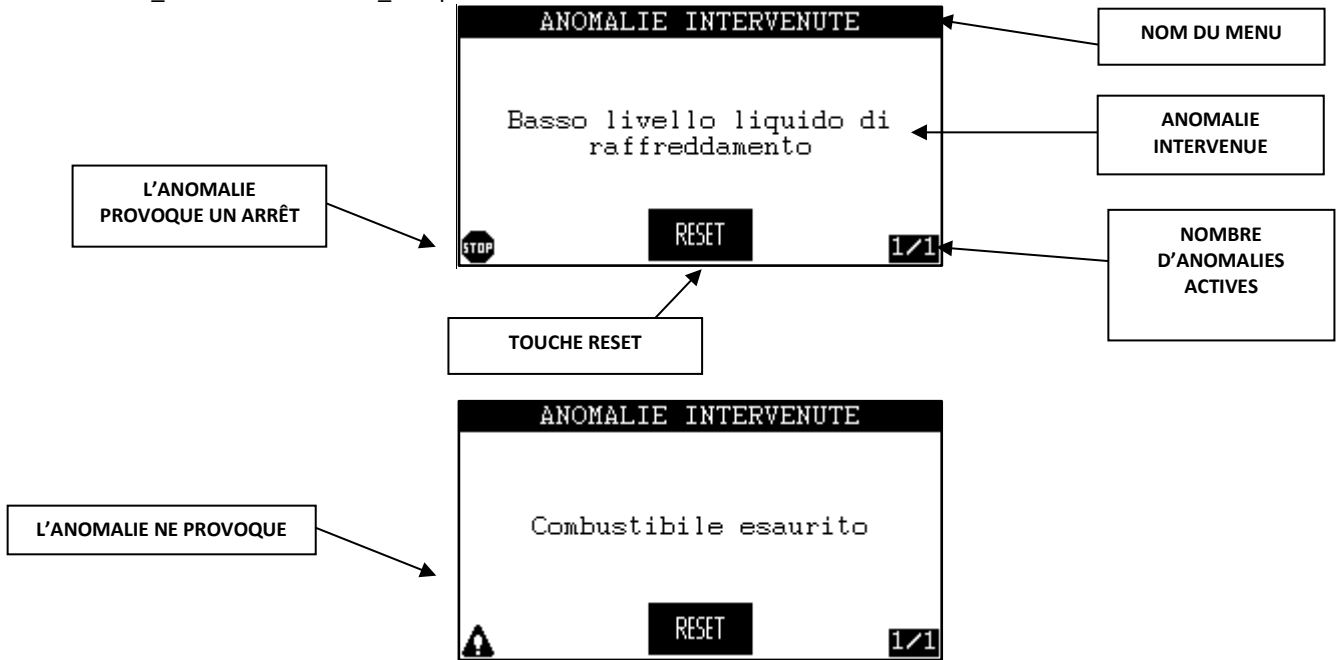 ANOMALIE INTERVENUTE
NOM DU MENU
Basso livello liquido di
raffreddamento
ANOMALIE
INTERVENUE
L’ANOMALIE
PROVOQUE UN ARRÊT
STOP
RESET
1/1
NOMBRE
D’ANOMALIES
ACTIVES
TOUCHE RESET
ANOMALIE INTERVENUTE
L’ANOMALIE NE PROVOQUE
Combustibile esaurito
RESET
1/1